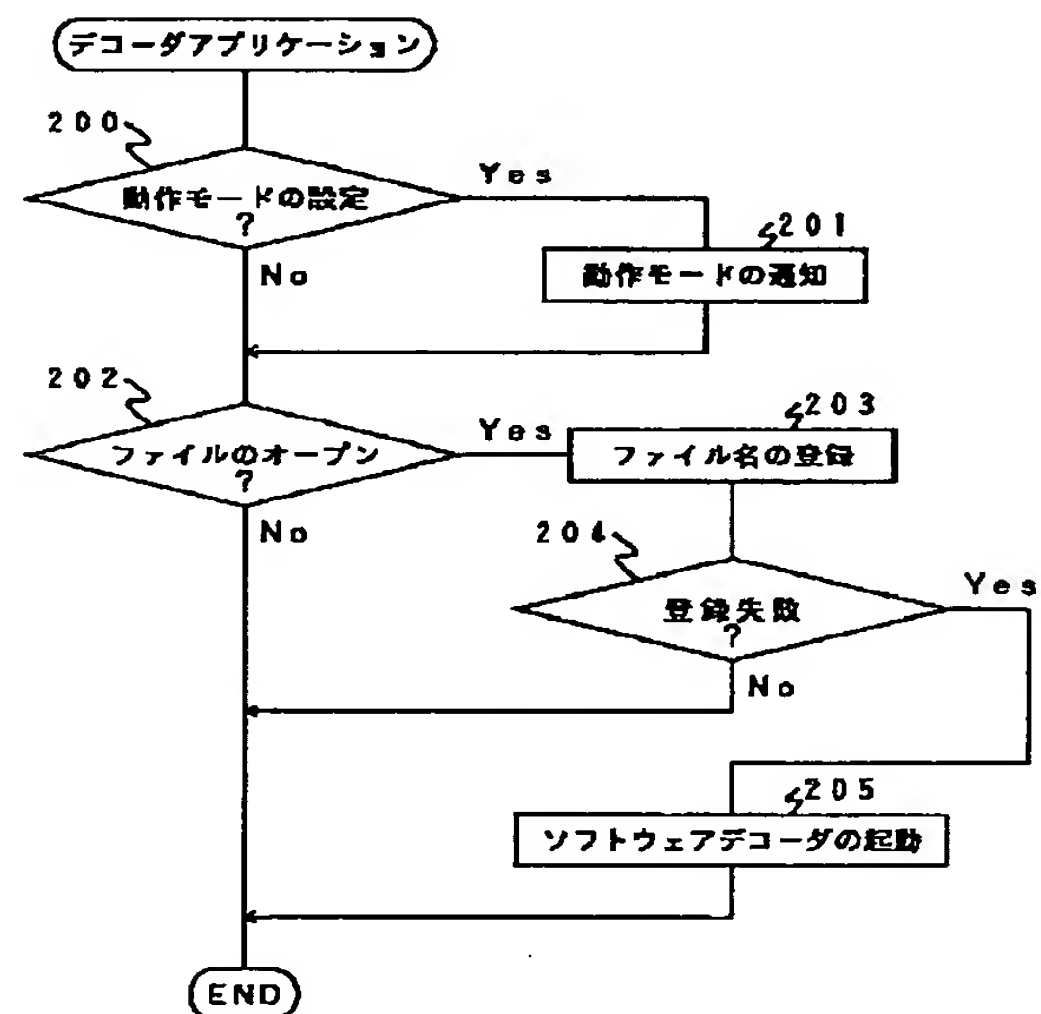 デコーダアプリケーション
200
動作モードの設定
?
Yes
No
201
動作モードの通知
202
ファイルのオープン
?
Yes
No
203
ファイル名の登録
204
登録失敗
?
Yes
No
205
ソフトウェアデコーダの起動
END